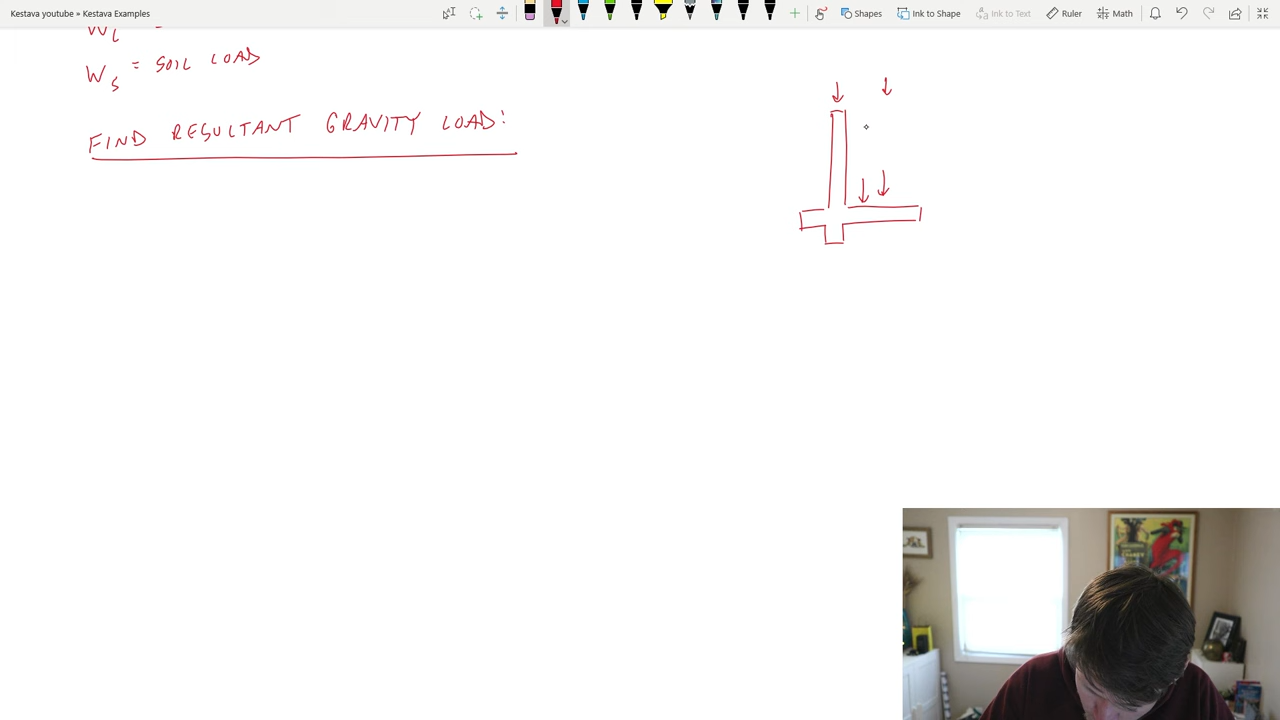 Kestava youtube » Kestava Examples
Shapes
Ink to Shape
Ink to Text
Ruler
Math
W
= SOIL LOAD
W S
FIND RESULTANT GRAVITY LOAD: